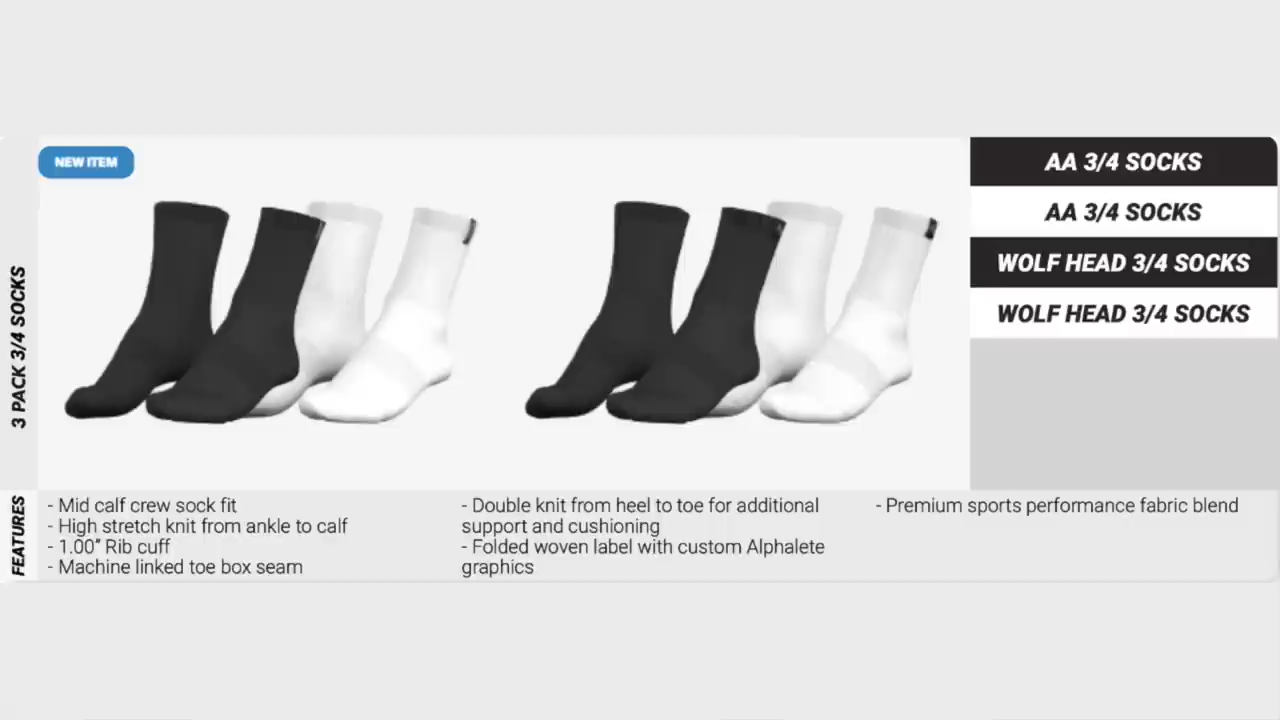 NEW ITEM
3 PACK 3/4 SOCKS
AA 3/4 SOCKS
AA 3/4 SOCKS
WOLF HEAD 3/4 SOCKS
WOLF HEAD 3/4 SOCKS
FEATURES
- Mid calf crew sock fit
- High stretch knit from ankle to calf
- 1.00” Rib cuff
- Machine linked toe box seam
- Double knit from heel to toe for additional
support and cushioning
- Folded woven label with custom Alphalete
graphics
- Premium sports performance fabric blend